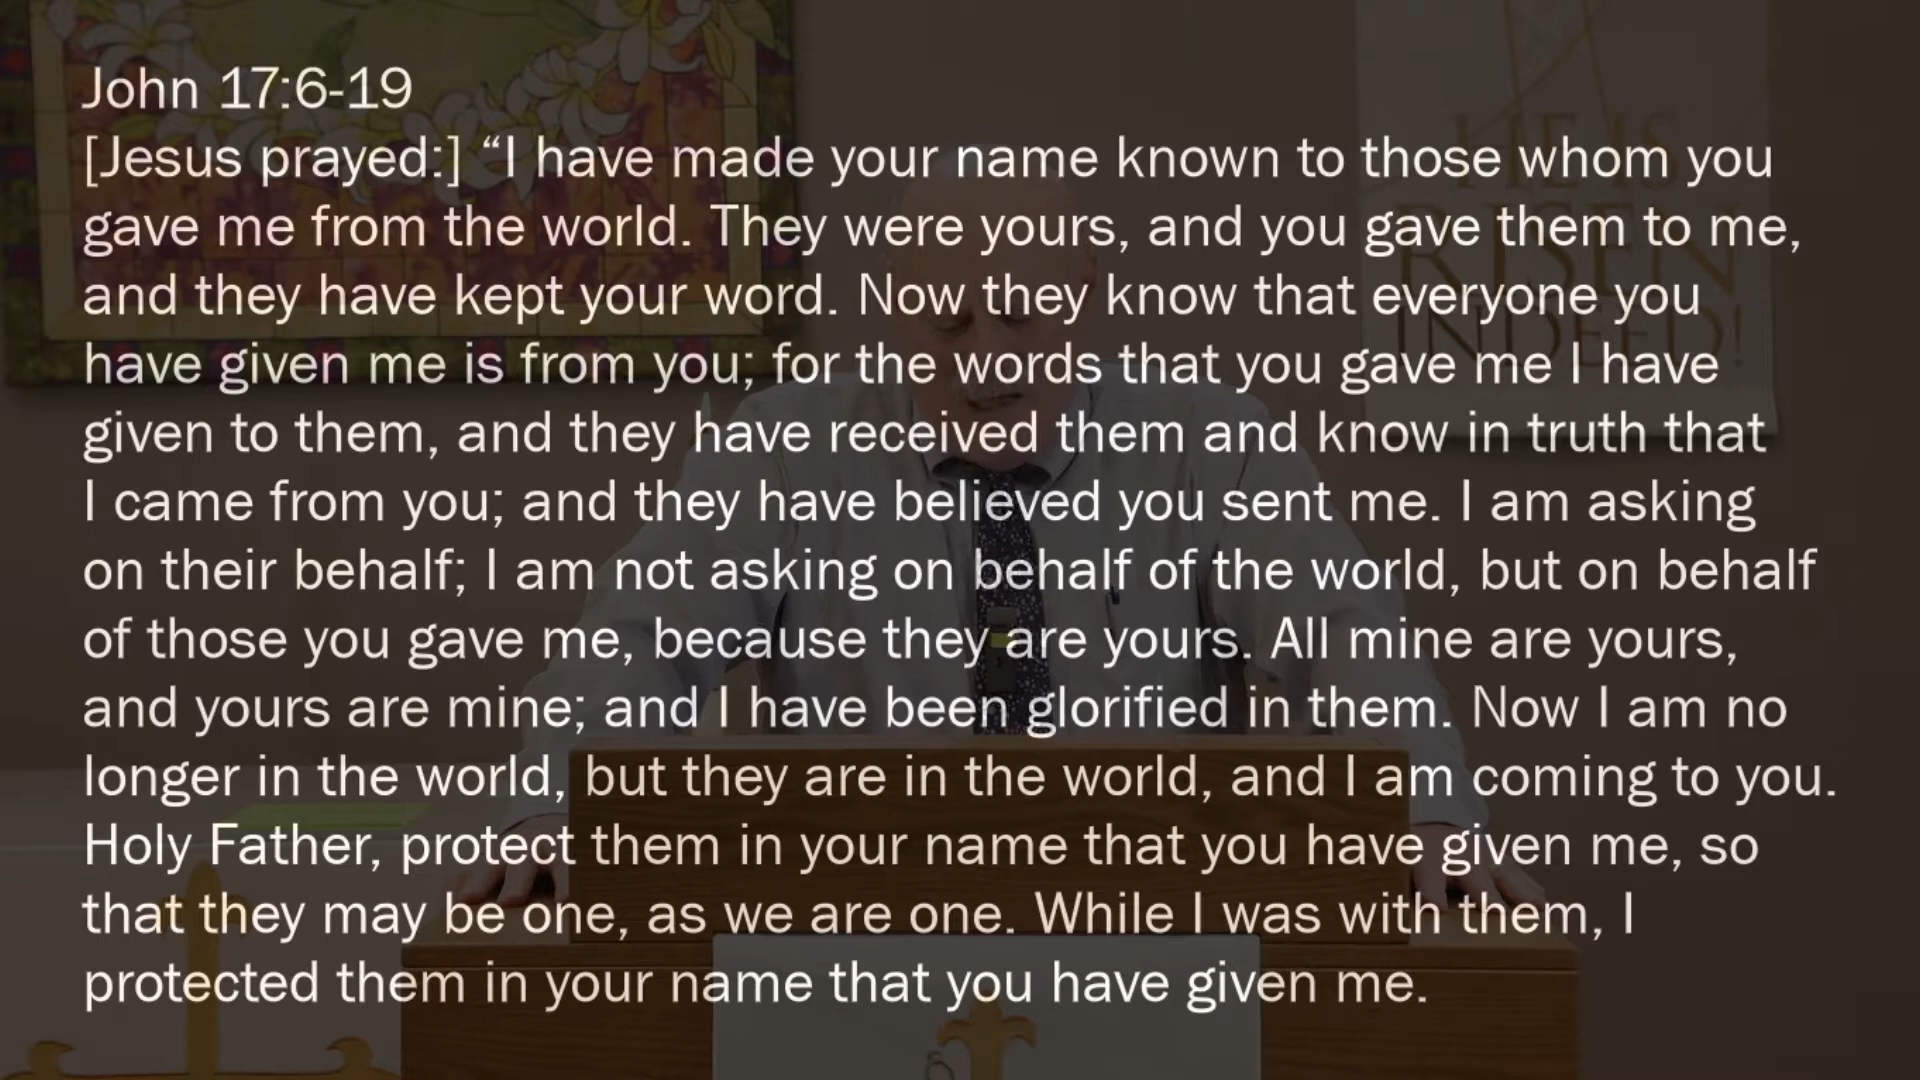 John 17:6-19
[Jesus prayed:] “I have made your name known to those whom you
gave me from the world. They were yours, and you gave them to me,
and they have kept your word. Now they know that everyone you
have given me is from you; for the words that you gave me I have
given to them, and they have received them and know in truth that
I came from you; and they have believed you sent me. I am asking
on their behalf; I am not asking on behalf of the world, but on behalf
of those you gave me, because they are yours. All mine are yours,
and yours are mine; and I have been glorified in them. Now I am no
longer in the world, but they are in the world, and I am coming to you.
Holy Father, protect them in your name that you have given me, so
that they may be one, as we are one. While I was with them, I
protected them in your name that you have given me.
HE IS
RISEN
INDEED!